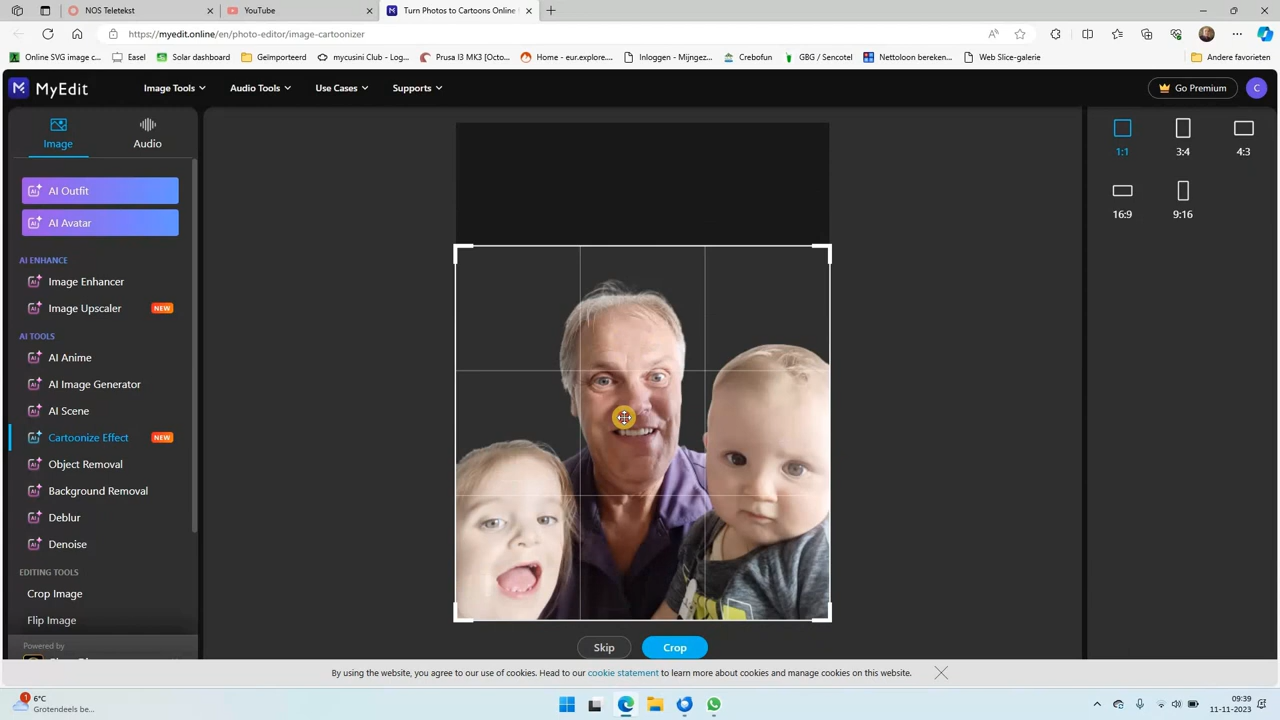 NOS Teletekst
YouTube
Turn Photos to Cartoons Online
https://myedit.online/en/photo-editor/image-cartoonizer
Online SVG image c...
Easel
Solar dashboard
GeImporteerd
mycusini Club - Log...
Prusa I3 MK3 [Octo...
Home - eur.explore...
Inloggen - Mijngez...
Crebofun
GBG / Sencotel
Nettoloon bereken...
Web Slice-galerie
Andere favorieten
MyEdit
Image Tools
Audio Tools
Use Cases
Supports
Go Premium
C
Image
Audio
1:1
3:4
4:3
16:9
9:16
AI Outfit
AI Avatar
AI ENHANCE
Image Enhancer
Image Upscaler
NEW
AI TOOLS
AI Anime
AI Image Generator
AI Scene
Cartoonize Effect
NEW
Object Removal
Background Removal
Deblur
Denoise
EDITING TOOLS
Crop Image
Flip Image
Powered by
Skip
Crop
By using the website, you agree to our use of cookies. Head to our cookie statement to learn more about cookies and manage cookies on this website.
1
6°C
Grotendeels be...
09:39
11-11-2023